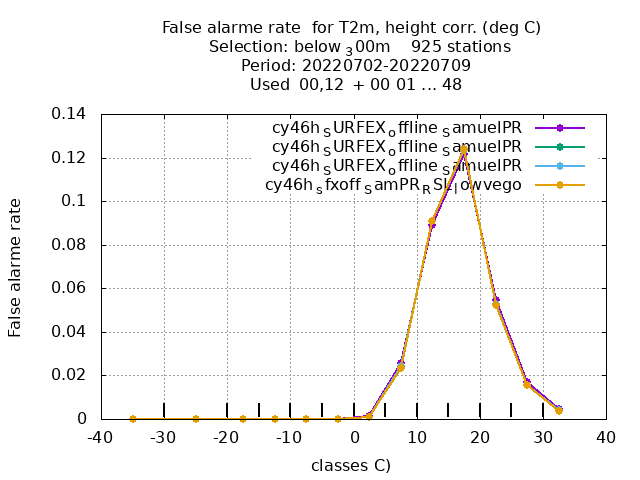 False alarme rate  for T2m, height corr. (deg C)
Selection: below 300m    925 stations
Period: 20220702-20220709
Used  00,12  + 00 01 ... 48
cy46h SURFEX offline SamuelPR
cy46h SURFEX offline SamuelPR
cy46h SURFEX offline SamuelPR
cy46h sfxoff SamPR RSL lowvego
False alarme rate
0.14
0.12
0.1
0.08
0.06
0.04
0.02
0
-40 -30 -20 -10 0 10 20 30 40
classes C)